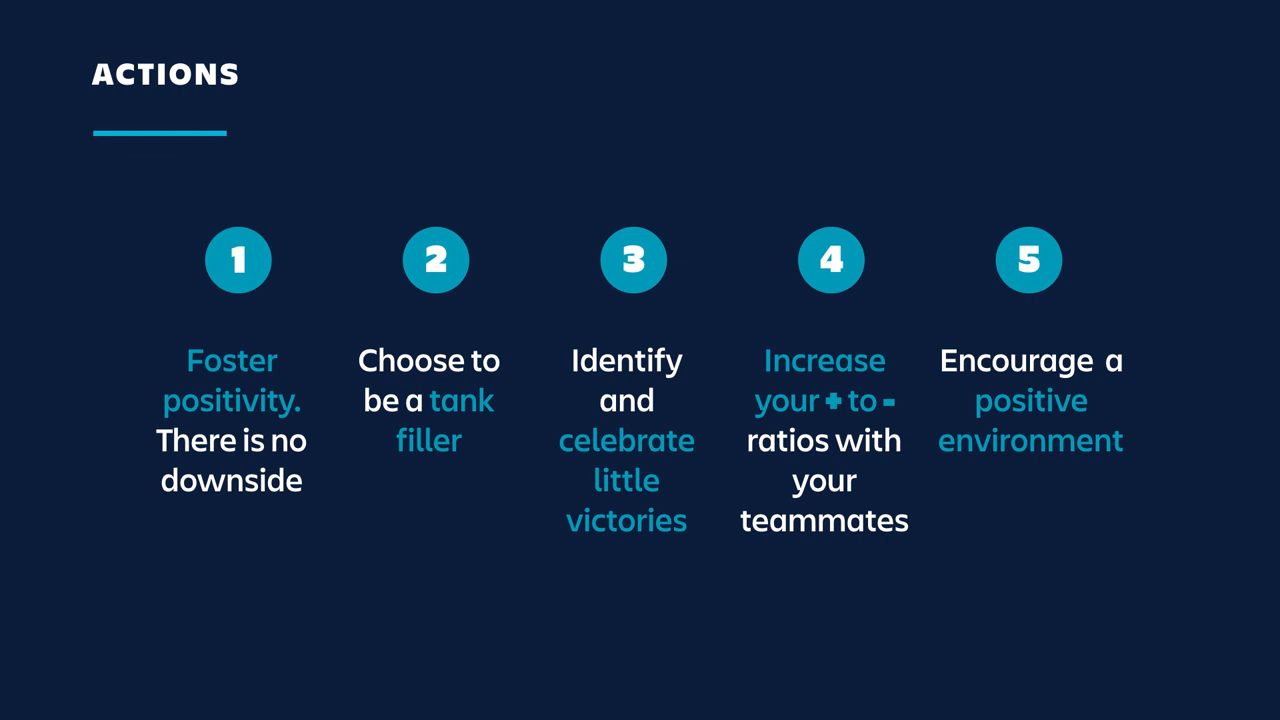 ACTIONS
1
Foster
positivity.
There is no
downside
2
Choose to
be a tank
filler
3
Identify
and
celebrate
little
victories
4
Increase
your + to -
ratios with
your
teammates
5
Encourage a
positive
environment